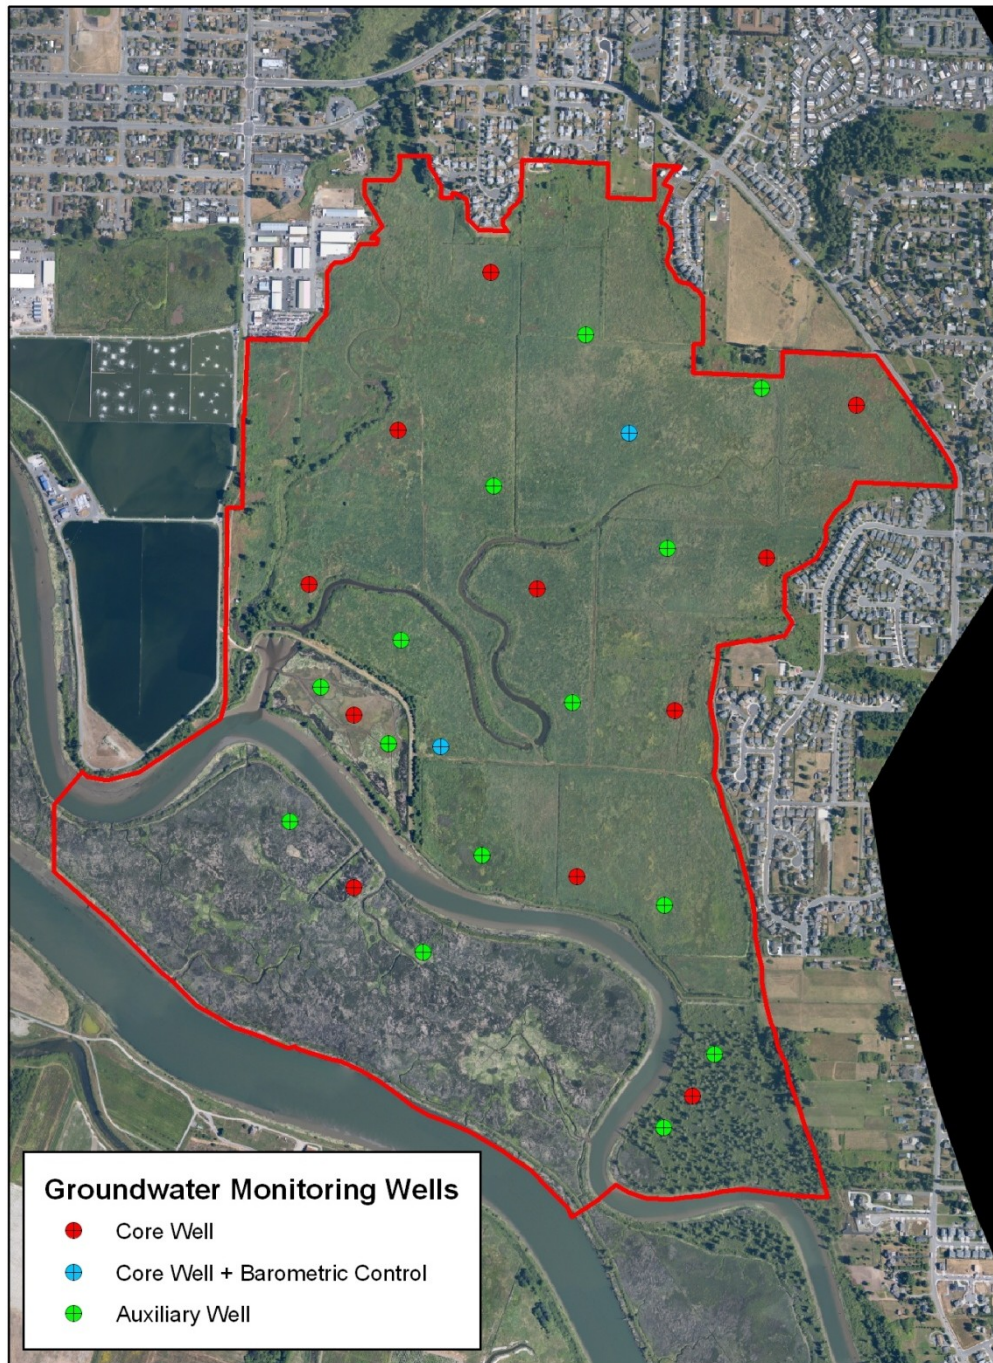 Groundwater Monitoring Wells
Core Well
Core Well + Barometric Control
Auxiliary Well